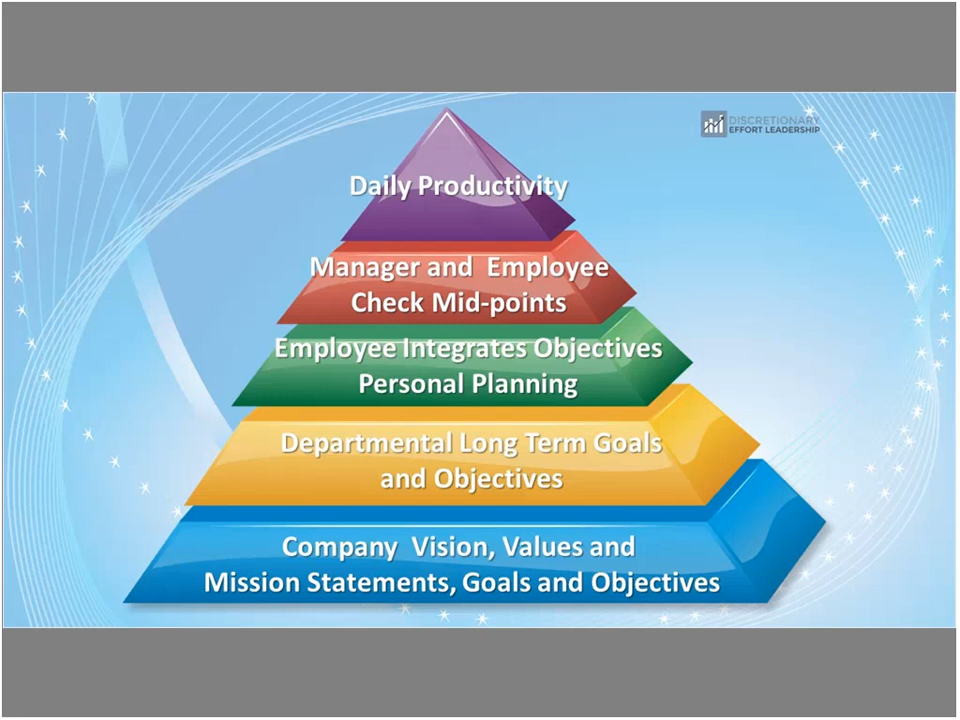 DISCRETIONARY
EFFORT LEADERSHIP
Daily Productivity
Manager and Employee
Check Mid-points
Employee Integrates Objectives
Personal Planning
Departmental Long Term Goals
and Objectives
Company Vision, Values and
Mission Statements, Goals and Objectives